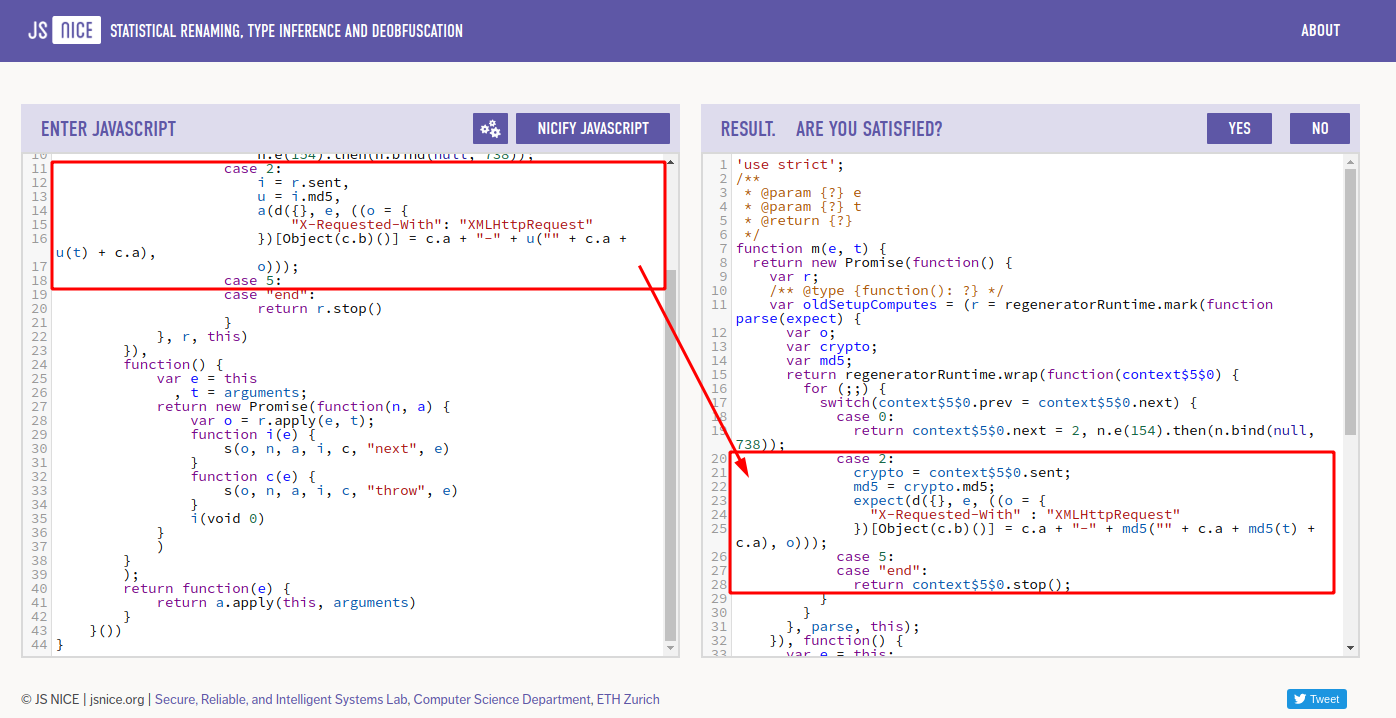 JS NICE STATISTICAL RENAMING, TYPE INFERENCE AND DEOBFUSCATION
ABOUT
ENTER JAVASCRIPT
NICIFY JAVASCRIPT
10 n.e(154).then(n.bind(null, 738));
11 case 2:
12 i = r.sent,
13 u = i.md5,
14 a(d({}, e, ((o = {
15 "X-Requested-With": "XMLHttpRequest"
16 })[Object(c.b)()] = c.a + "-" + u("" + c.a +
u(t) + c.a),
17 o)));
18 case 5:
19 case "end":
20 return r.stop()
21 }
22 }, r, this)
23 }),
24 function() {
25 var e = this
26 , t = arguments;
27 return new Promise(function(n, a) {
28 var o = r.apply(e, t);
29 function i(e) {
30 s(o, n, a, i, c, "next", e)
31 }
32 function c(e) {
33 s(o, n, a, i, c, "throw", e)
34 }
35 i(void 0)
36 }
37 )
38 }
39 );
40 return function(e) {
41 return a.apply(this, arguments)
42 }
43 }())
44 }
RESULT. ARE YOU SATISFIED?
YES
NO
1 'use strict';
2 /**
3 * @param {?} e
4 * @param {?} t
5 * @return {?}
6 */
7 function m(e, t) {
8 return new Promise(function() {
9 var r;
10 /** @type {function(): ?} */
11 var oldSetupComputes = (r = regeneratorRuntime.mark(function
parse(expect) {
12 var o;
13 var crypto;
14 var md5;
15 return regeneratorRuntime.wrap(function(context$5$0) {
16 for (;;) {
17 switch(context$5$0.prev = context$5$0.next) {
18 case 0:
19 return context$5$0.next = 2, n.e(154).then(n.bind(null,
738));
20 case 2:
21 crypto = context$5$0.sent;
22 md5 = crypto.md5;
23 expect(d({}, e, ((o = {
24 "X-Requested-With" : "XMLHttpRequest"
25 })[Object(c.b)()] = c.a + "-" + md5("" + c.a + md5(t) +
c.a), o)));
26 case 5:
27 case "end":
28 return context$5$0.stop();
29 }
30 }
31 }, parse, this);
32 }), function() {
33 var e = this;
© JS NICE | jsnice.org | Secure, Reliable, and Intelligent Systems Lab, Computer Science Department, ETH Zurich
Tweet